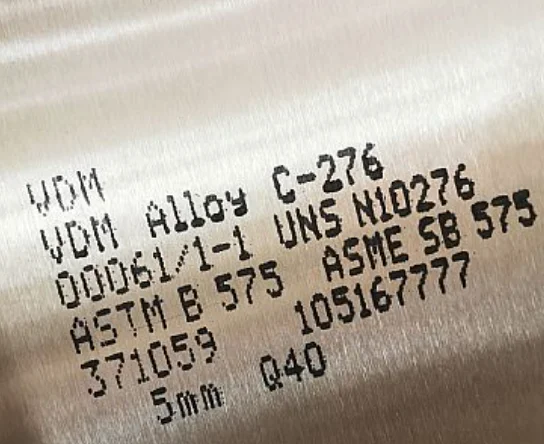 VDM
VDM Alloy C-276
00061/1-1 UNS N10276
ASTM B 575 ASME SB 575
371059 105167777
5mm Q40